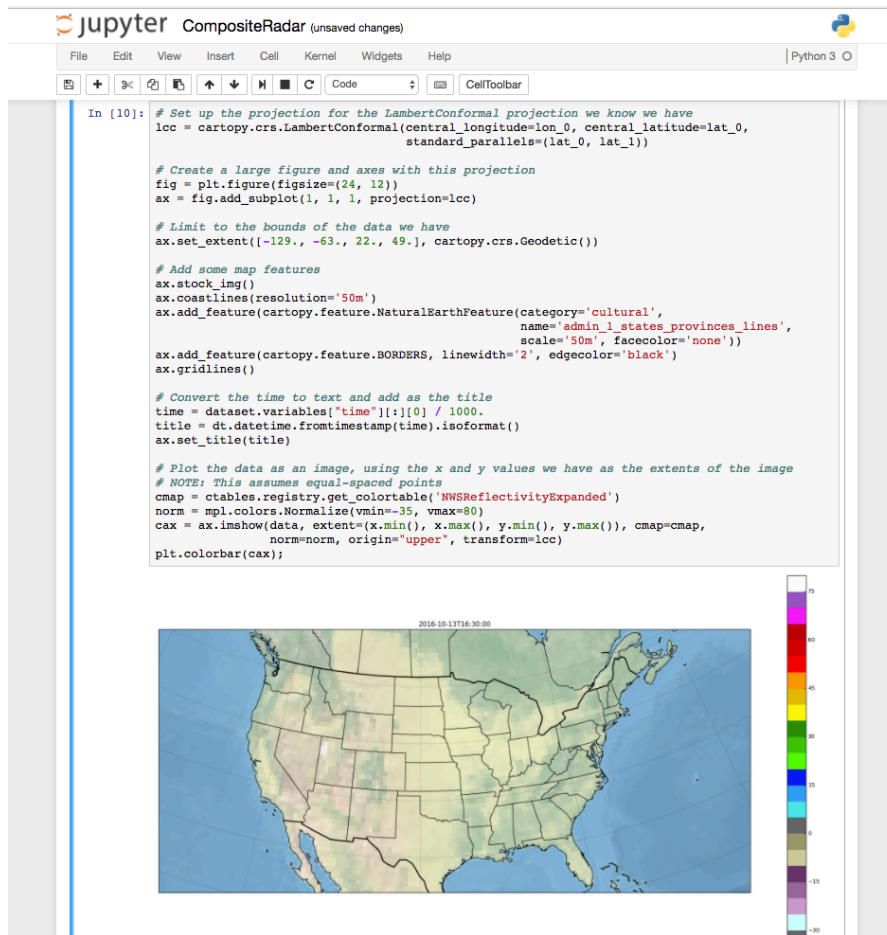 jupyter CompositeRadar (unsaved changes)
File Edit View Insert Cell Kernel Widgets Help Python 3
Code CellToolbar
In [10]: # Set up the projection for the LambertConformal projection we know we have
lcc = cartopy.crs.LambertConformal(central_longitude=lon_0, central_latitude=lat_0,
standard_parallels=(lat_0, lat_1))
# Create a large figure and axes with this projection
fig = plt.figure(figsize=(24, 12))
ax = fig.add_subplot(1, 1, 1, projection=lcc)
# Limit to the bounds of the data we have
ax.set_extent([-129., -63., 22., 49.], cartopy.crs.Geodetic())
# Add some map features
ax.stock_img()
ax.coastlines(resolution='50m')
ax.add_feature(cartopy.feature.NaturalEarthFeature(category='cultural',
name='admin_1_states_provinces_lines',
scale='50m', facecolor='none'))
ax.add_feature(cartopy.feature.BORDERS, linewidth='2', edgecolor='black')
ax.gridlines()
# Convert the time to text and add as the title
time = dataset.variables["time"][:][0] / 1000.
title = dt.datetime.fromtimestamp(time).isoformat()
ax.set_title(title)
# Plot the data as an image, using the x and y values we have as the extents of the image
# NOTE: This assumes equal-spaced points
cmap = ctables.registry.get_colortable('NWSReflectivityExpanded')
norm = mpl.colors.Normalize(vmin=-35, vmax=80)
cax = ax.imshow(data, extent=(x.min(), x.max(), y.min(), y.max()), cmap=cmap,
norm=norm, origin="upper", transform=lcc)
plt.colorbar(cax);
2016-10-13T16:30:00
75
60
45
30
15
0
-15
-30